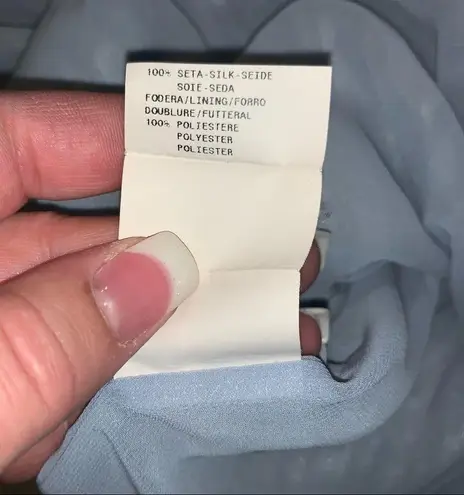 100% SETA-SILK-SEIDE
SOIE-SEDA
FODERA/LINING/FORRO
DOUBLURE/FUTTERAL
100% POLIESTERE
POLYESTER
POLIESTER